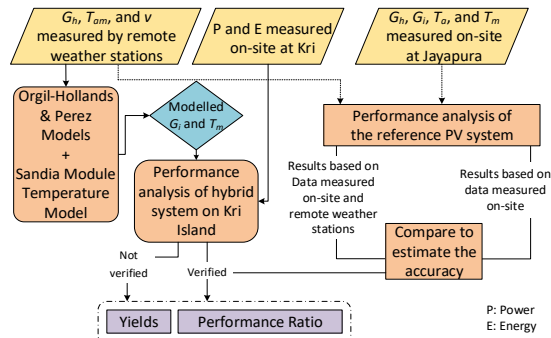 Gh, Tam, and v
measured by remote
weather stations
P and E measured
on-site at Kri
Gh, Gi, Ta, and Tm
measured on-site
at Jayapura
Orgil-Hollands
& Perez
Models
+
Sandia Module
Temperature
Model
Modelled
Gi and Tm
Performance analysis of
the reference PV system
Performance
analysis of hybrid
system on Kri
Island
Results based on
Data measured
on-site and
remote weather
stations
Results based on
data measured
on-site
Compare to
estimate the
accuracy
Not
verified
Verified
Yields
Performance Ratio
P: Power
E: Energy